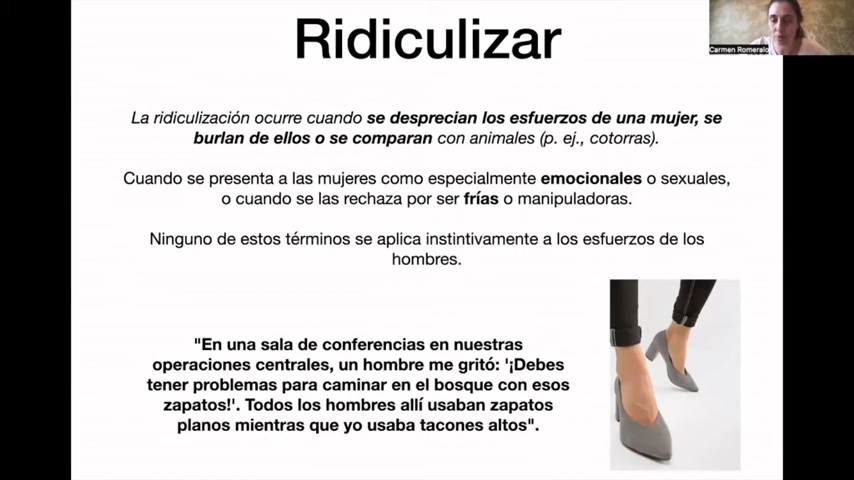 Ridiculizar
Carmen Romeralo
La ridiculización ocurre cuando se desprecian los esfuerzos de una mujer, se
burlan de ellos o se comparan con animales (p. ej., cotorras).
Cuando se presenta a las mujeres como especialmente emocionales o sexuales,
o cuando se las rechaza por ser frías o manipuladoras.
Ninguno de estos términos se aplica instintivamente a los esfuerzos de los
hombres.
"En una sala de conferencias en nuestras
operaciones centrales, un hombre me gritó: '¡Debes
tener problemas para caminar en el bosque con esos
zapatos!'. Todos los hombres allí usaban zapatos
planos mientras que yo usaba tacones altos".